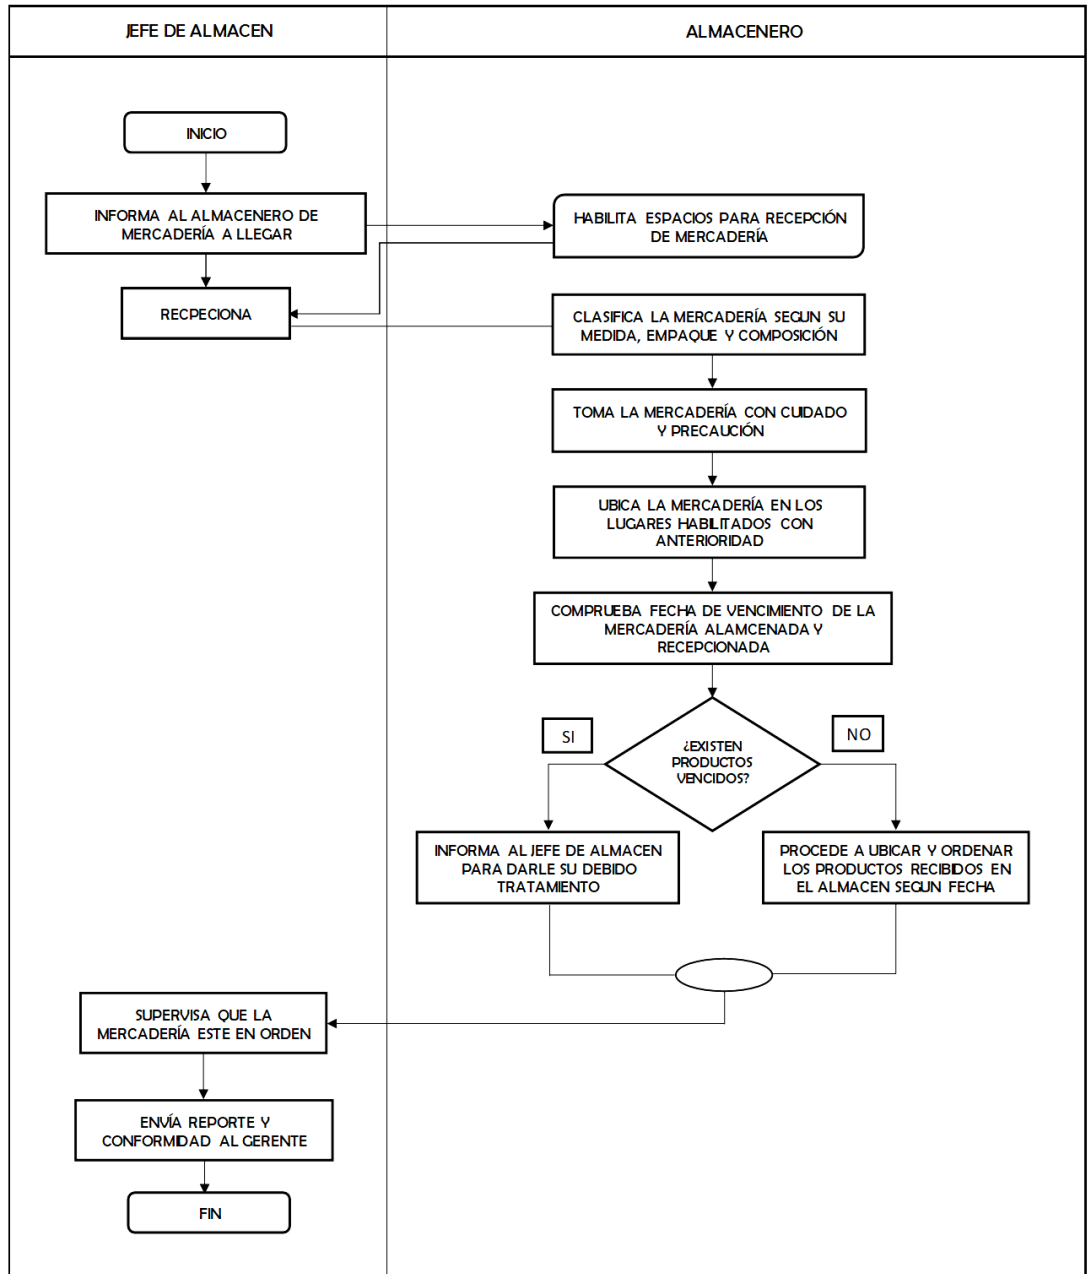 JEFE DE ALMACEN
ALMACENERO
INICIO
INFORMA AL ALMACENERO DE
MERCADERÍA A LLEGAR
HABILITA ESPACIOS PARA RECEPCIÓN
DE MERCADERÍA
RECPECIONA
CLASIFICA LA MERCADERÍA SEGUN SU
MEDIDA, EMPAQUE Y COMPOSICIÓN
TOMA LA MERCADERÍA CON CUIDADO
Y PRECAUCIÓN
UBICA LA MERCADERÍA EN LOS
LUGARES HABILITADOS CON
ANTERIORIDAD
COMPRUEBA FECHA DE VENCIMIENTO DE LA
MERCADERÍA ALAMCENADA Y
RECEPCIONADA
SI
NO
¿EXISTEN
PRODUCTOS
VENCIDOS?
INFORMA AL JEFE DE ALMACEN
PARA DARLE SU DEBIDO
TRATAMIENTO
PROCEDE A UBICAR Y ORDENAR
LOS PRODUCTOS RECIBIDOS EN
EL ALMACEN SEGUN FECHA
SUPERVISA QUE LA
MERCADERÍA ESTE EN ORDEN
ENVÍA REPORTE Y
CONFORMIDAD AL GERENTE
FIN